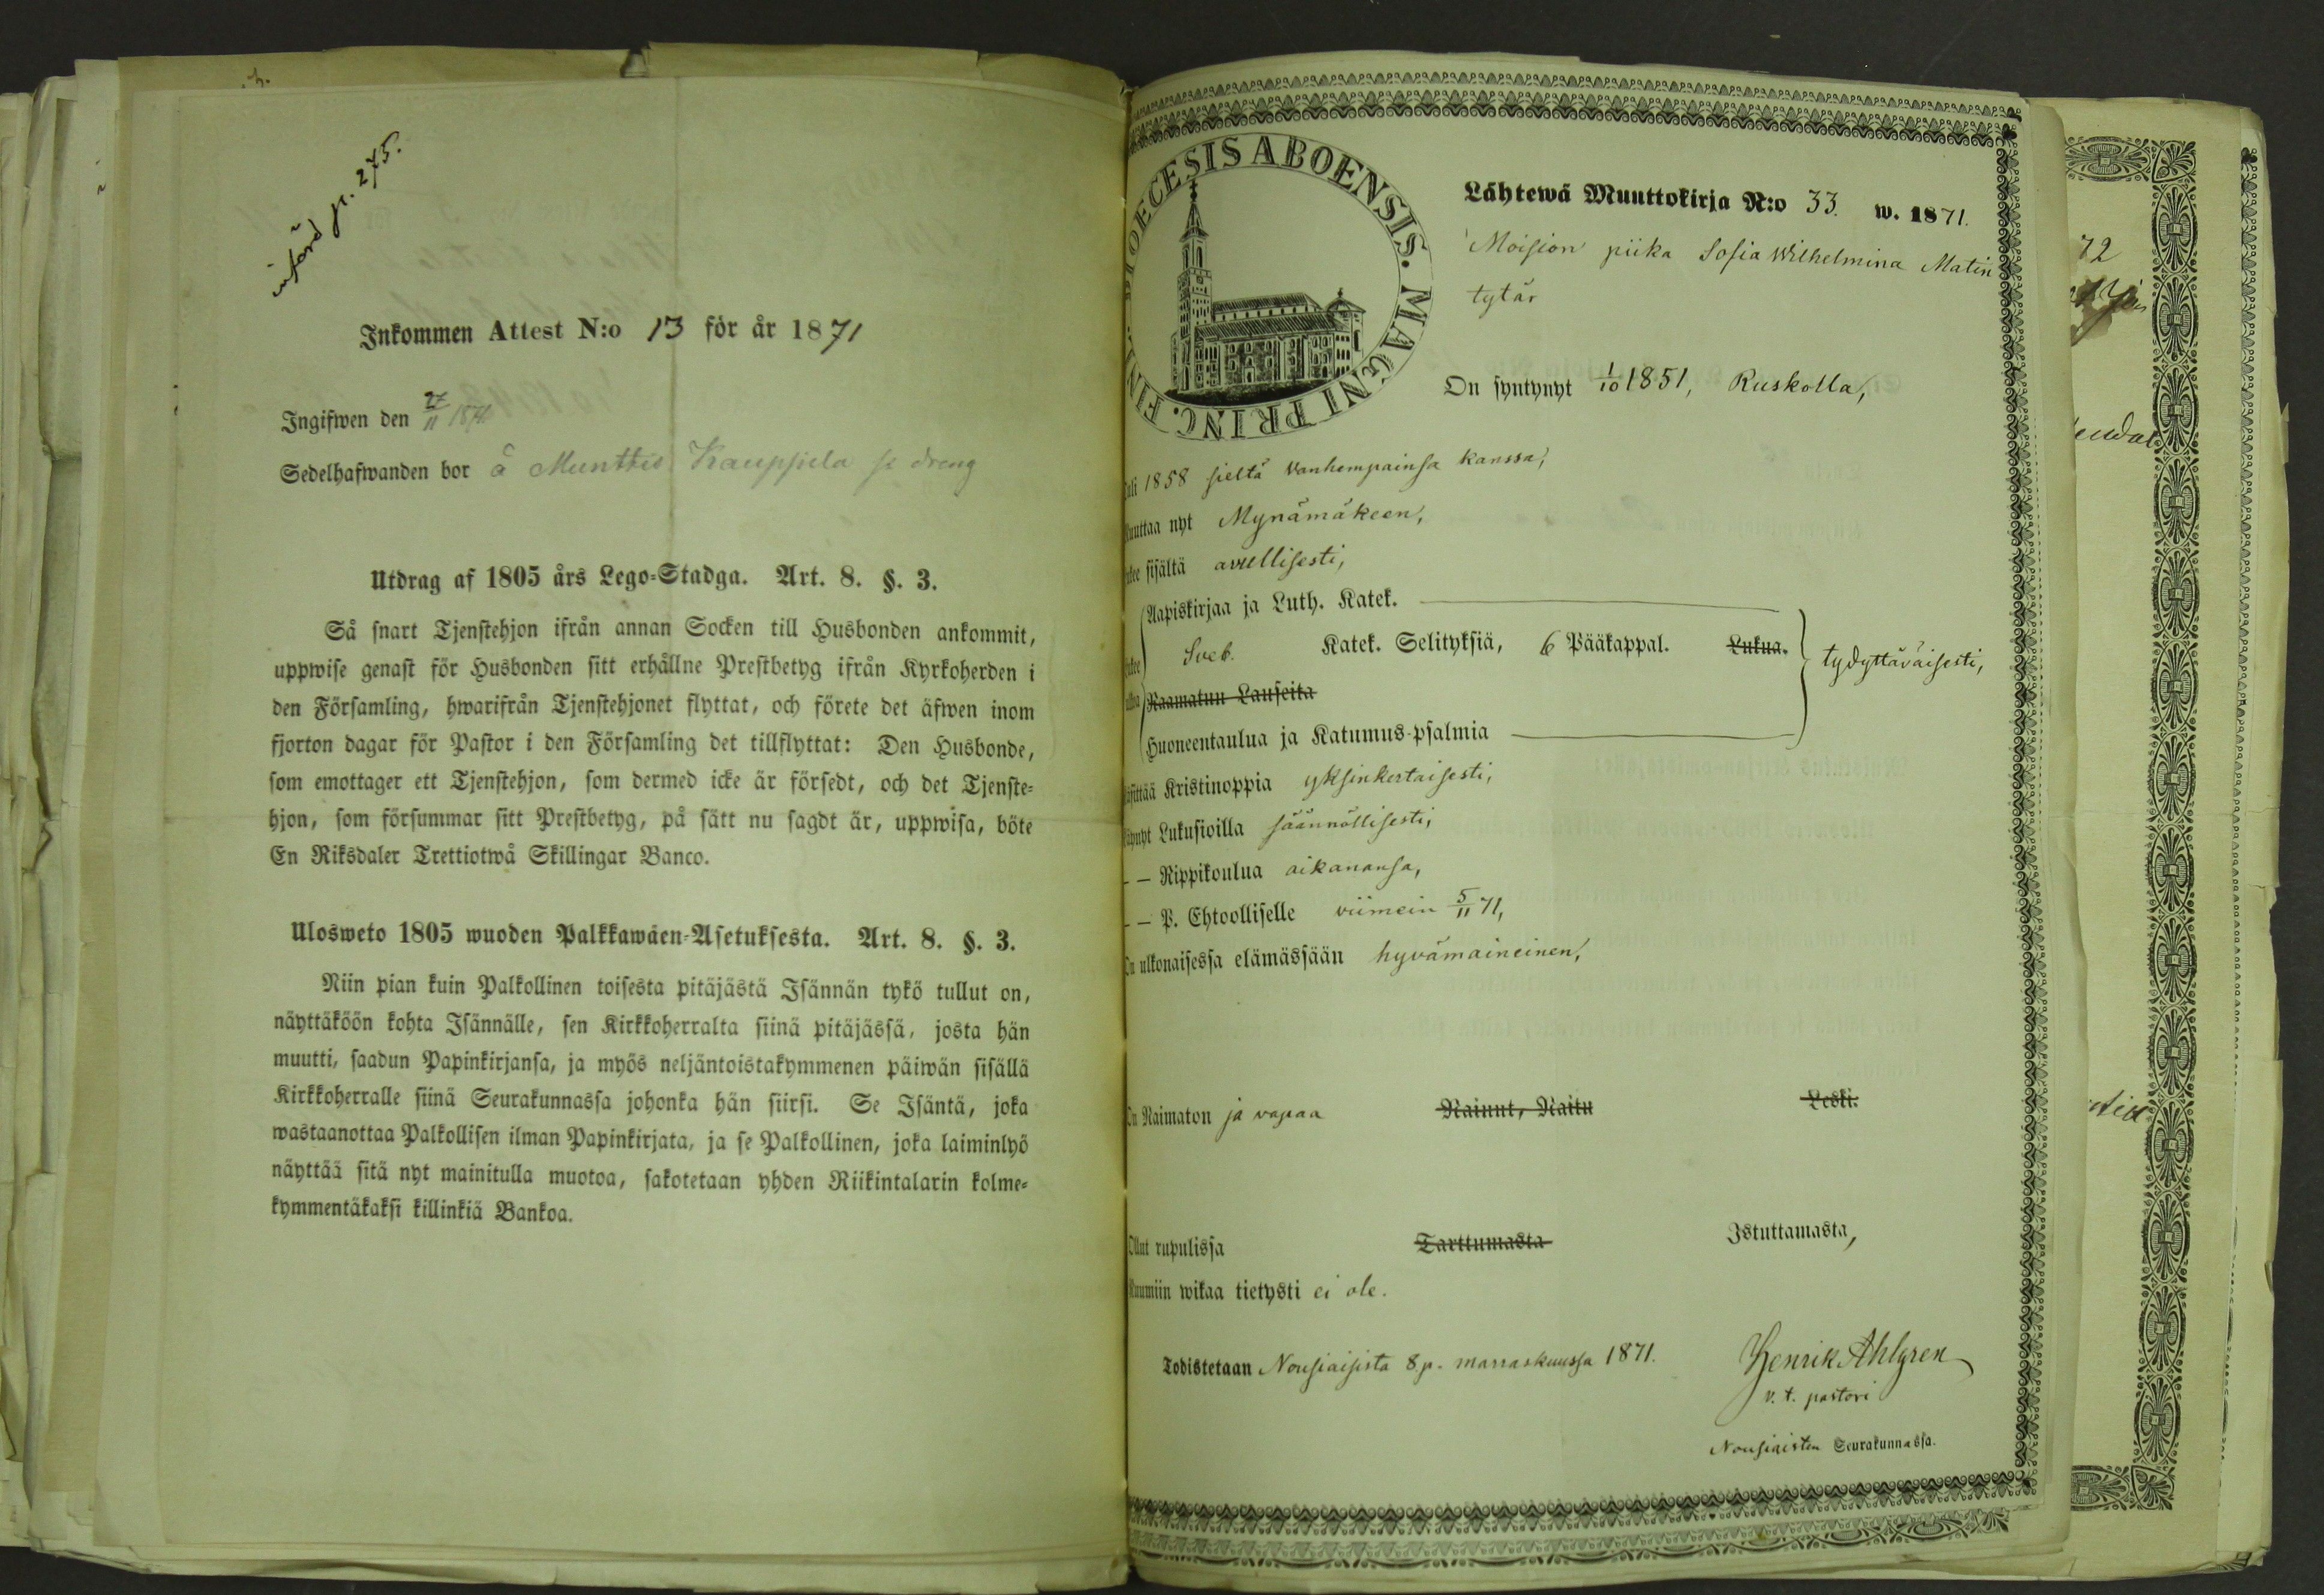 införd p. 275.
Inkommen Attest N:o 13 för år 1871
Ingifwen den 27/11 1871
Sedelhafwanden bor å Munttis Kauppila s. dreng
Utdrag af 1805 års Lego-Stadga. Art. 8. §. 3.
Så snart Tjenstehjon ifrån annan Socken till Husbonden ankommit,
uppwise genast för Husbonden sitt erhållne Prestbetyg ifrån Kyrkoherden i
den Församling, hwarifrån Tjenstehjonet flyttat, och förete det äfwen inom
fjorton dagar för Pastor i den Församling det tillflyttat: Den Husbonde,
som emottager ett Tjenstehjon, som dermed icke är försedt, och det Tjenste-
hjon, som försummar sitt Prestbetyg, på sätt nu sagdt är, uppwisa, böte
En Riksdaler Trettiotwå Skillingar Banco.
Ulosweto 1805 wuoden Palkkawäen-Asetuksesta. Art. 8. §. 3.
Niin pian kuin Palkollinen toisesta pitäjästä Isännän tykö tullut on,
näyttäköön kohta Isännälle, sen Kirkkoherralta siinä pitäjässä, josta hän
muutti, saadun Papinkirjansa, ja myös neljäntoistakymmenen päiwän sisällä
Kirkkoherralle siinä Seurakunnassa johonka hän siirsi. Se Isäntä, joka
wastaanottaa Palkollisen ilman Papinkirjata, ja se Palkollinen, joka laiminlyö
näyttää sitä nyt mainitulla muotoa, sakotetaan yhden Riikintalarin kolme-
kymmentäkaksi killinkiä Bankoa.
DIOECESIS ABOENSIS. MAGNI PRINC. FINL.
Lähtewä Muuttokirja N:o 33. w. 1871.
Moision piika Sofia Wilhelmina Matin
tytär
On syntynyt 1/10 1851, Ruskolla,
Tuli 1858 sieltä Vanhempainsa kanssa,
Muuttaa nyt Mynämäkeen,
Lukee sisältä avullisesti,
Aapiskirjaa ja Luth. Katek.
Sveb. Katek. Selityksiä, 6 Pääkappal. Lukua. tydyttäväisesti,
Raamatun Lauseita
Huoneentaulua ja Katumus-psalmia
Käsittää Kristinoppia yksinkertaisesti,
Käynyt Lukusioilla säännöllisesti,
— — Rippikoulua aikanansa,
— — P. Ehtoolliselle viimein 5/11 71,
On ulkonaisessa elämässään hyvämaineinen,
On Naimaton ja vapaa Nainut, Naitu Leski.
Ollut rupulissa Tarttumasta Istuttamasta,
Ruumiin wikaa tietysti ei ole.
Todistetaan Nousiaisista 8 p. marraskuussa 1871.
Henrik Ahlgren
v. t. pastori
Nousiaisten Seurakunnassa.
72